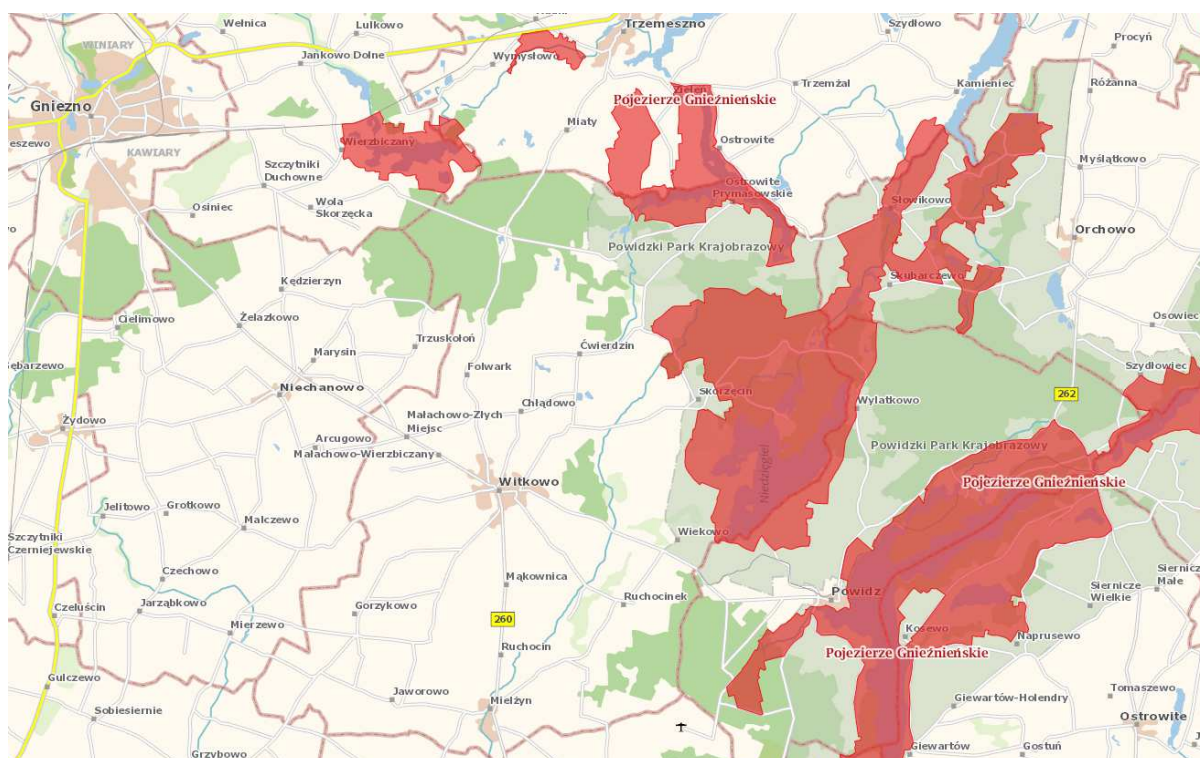 Wełnica
Lulkowo
Trzemeszno
Szydłowo
Procyń
WINIARY
Jańkowo Dolne
Wymysłowo
Trzemżal
Kamieniec
Różanna
Gniezno
Zieleń
Pojezierze Gnieźnieńskie
Miaty
KAWIARY
Wierzbiczany
Ostrowite
Myślątkowo
Szczytniki
Duchowne
Osiniec
Wola
Skorzęcka
Ostrowite
Prymasowskie
Słowikowo
Orchowo
Powidzki Park Krajobrazowy
Skubarczewo
Kędzierzyn
Cielimowo
Żelazkowo
Osowiec
Trzuskołoń
Ćwierdzin
Marysin
Folwark
Szydłowiec
Niechanowo
Skorzęcin
262
Chłądowo
Wylatkowo
Małachowo-Złych
Miejsc
Żydowo
Arcugowo
Małachowo-Wierzbiczany
Powidzki Park Krajobrazowy
Niedzięgiel
Witkowo
Pojezierze Gnieźnieńskie
Jelitowo
Grotkowo
Malczewo
Wiekowo
Szczytniki
Czerniejewskie
Czechowo
Mąkownica
Siernicze
Małe
Siernicze
Wielkie
Powidz
Ruchocinek
Czeluścin
Jarząbkowo
Gorzykowo
260
Mierzewo
Kosewo
Naprusewo
Ruchocin
Pojezierze Gnieźnieńskie
Gulczewo
Jaworowo
Mielżyn
Giewartów-Holendry
Tomaszewo
Sobiesiernie
Ostrowite
Grzybowo
Giewartów
Gostuń